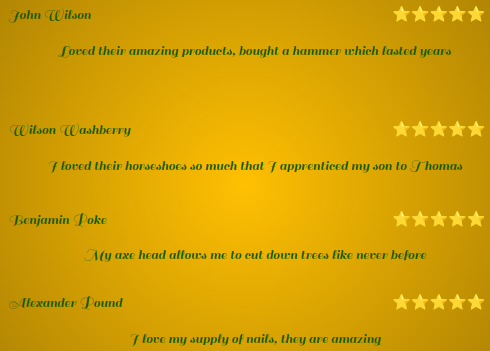 John Wilson ⭐⭐⭐⭐⭐
Loved their amazing products, bought a hammer which lasted years
Wilson Washberry ⭐⭐⭐⭐⭐
I loved their horseshoes so much that I apprenticed my son to Thomas
Benjamin Poke ⭐⭐⭐⭐⭐
My axe head allows me to cut down trees like never before
Alexander Pound ⭐⭐⭐⭐⭐
I love my supply of nails, they are amazing